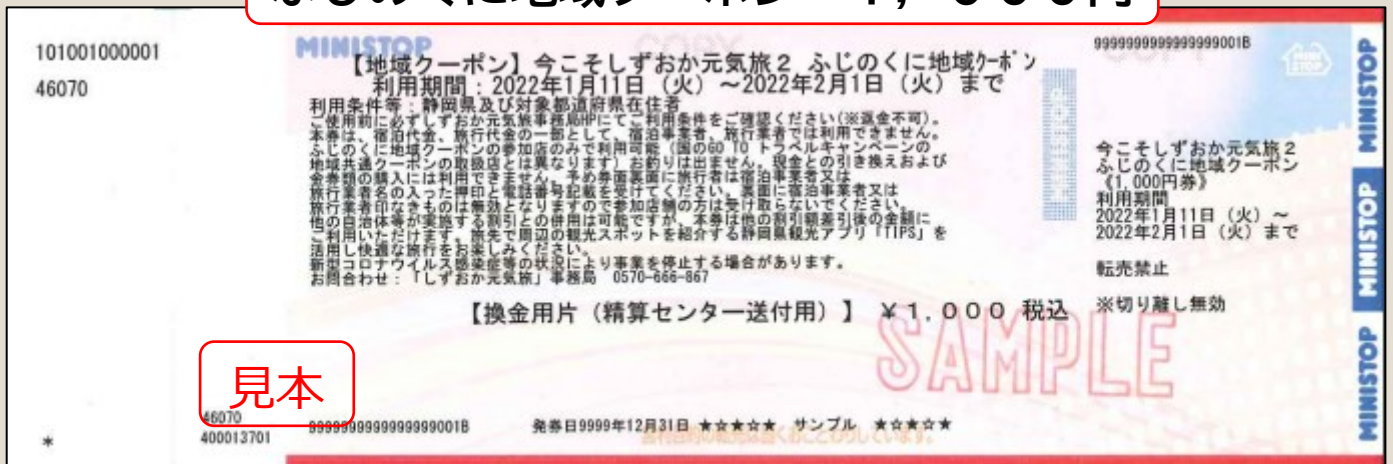 ふじのくに地域クーポン １，０００円
101001000001
46070
MINISTOP
COPY
9999999999999999001B
【地域クーポン】今こそしずおか元気旅２ ふじのくに地域ｸｰﾎﾟﾝ
利用期間：2022年1月11日（火）～2022年2月1日（火）まで
利用条件等：静岡県及び対象都道府県在住者
ご使用前に必ずしずおか元気旅事務局HPにてご利用条件をご確認ください(※返金不可)。
本券は、宿泊代金、旅行代金の一部として、宿泊事業者、旅行業者では利用できません。
ふじのくに地域クーポンの参加店のみで利用可能（国のGO TO トラベルキャンペーンの
地域共通クーポンの取扱店とは異なります）お釣りは出ません。現金との引き換えおよび
金券類の購入には利用できません。予め券面裏面に旅行者は宿泊事業者又は
旅行業者名の入った押印と電話番号記載を受けてください。裏面に宿泊事業者又は
旅行業者印なきものは無効となりますので参加店舗の方は受け取らないでください。
他の自治体等が実施する割引との併用は可能ですが、本券は他の割引額差引後の金額に
ご利用いただけます。旅先で周辺の観光スポットを紹介する静岡県観光アプリ「TIPS」を
活用し快適な旅行をお楽しみください。
新型コロナウイルス感染症等の状況により事業を停止する場合があります。
お問合わせ：「しずおか元気旅」事務局 0570-666-867
【換金用片（精算センター送付用）】 ￥１，０００ 税込
今こそしずおか元気旅２
ふじのくに地域クーポン
《1,000円券》
利用期間
2022年1月11日（火）～
2022年2月1日（火）まで
転売禁止
※切り離し無効
MINISTOP
MINISTOP
MINISTOP
SAMPLE
見本
46070
400013701
9999999999999999001B
発券日9999年12月31日 ★☆★☆★ サンプル ★☆★☆★
*